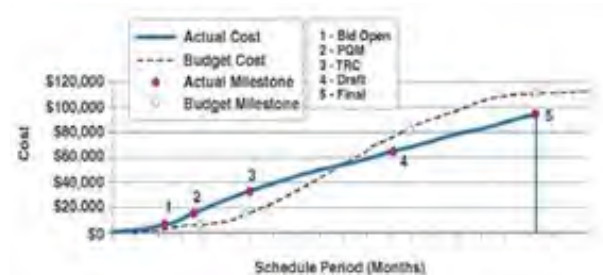 Actual Cost
Budget Cost
Actual Milestone
Budget Milestone
1 - Bid Open
2 - PQM
3 - TRC
4 - Draft
5 - Final
$120,000
$100,000
$80,000
$60,000
$40,000
$20.000
$0
Cost
1
2
3
4
5
Schedule Period (Months)